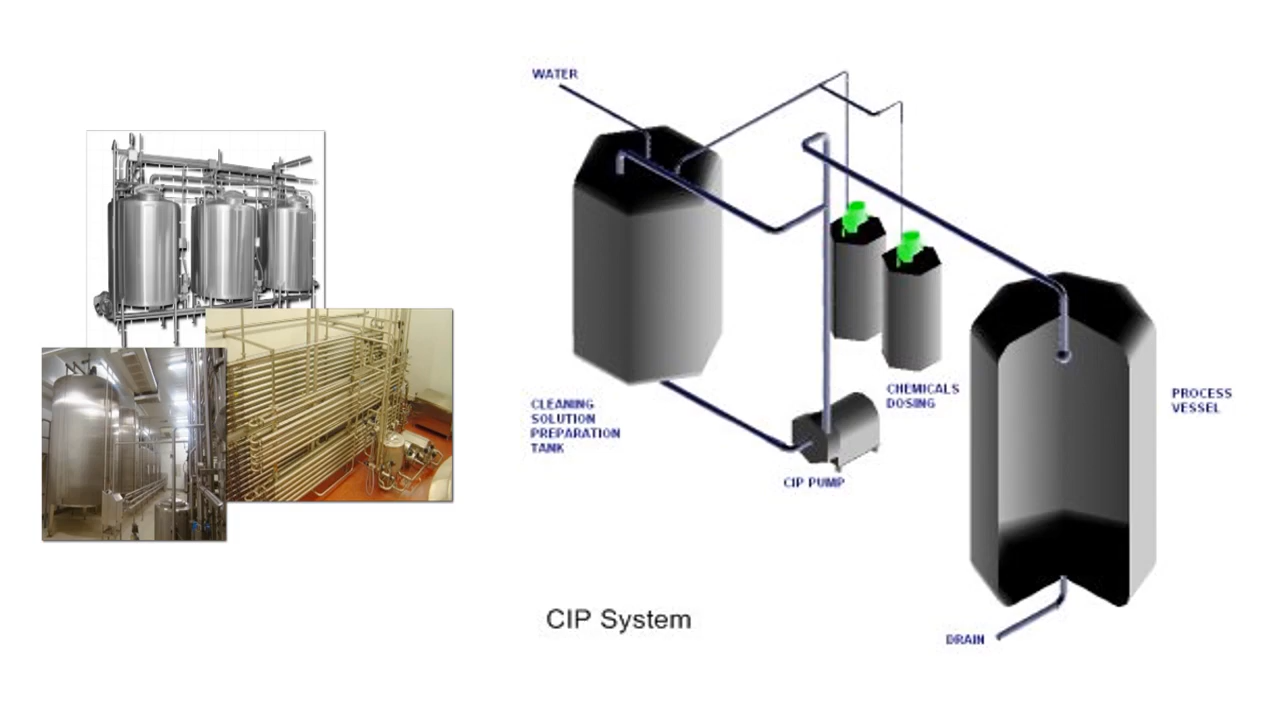 WATER
CLEANING
SOLUTION
PREPARATION
TANK
CHEMICALS
DOSING
CIP PUMP
PROCESS
VESSEL
DRAIN
CIP System